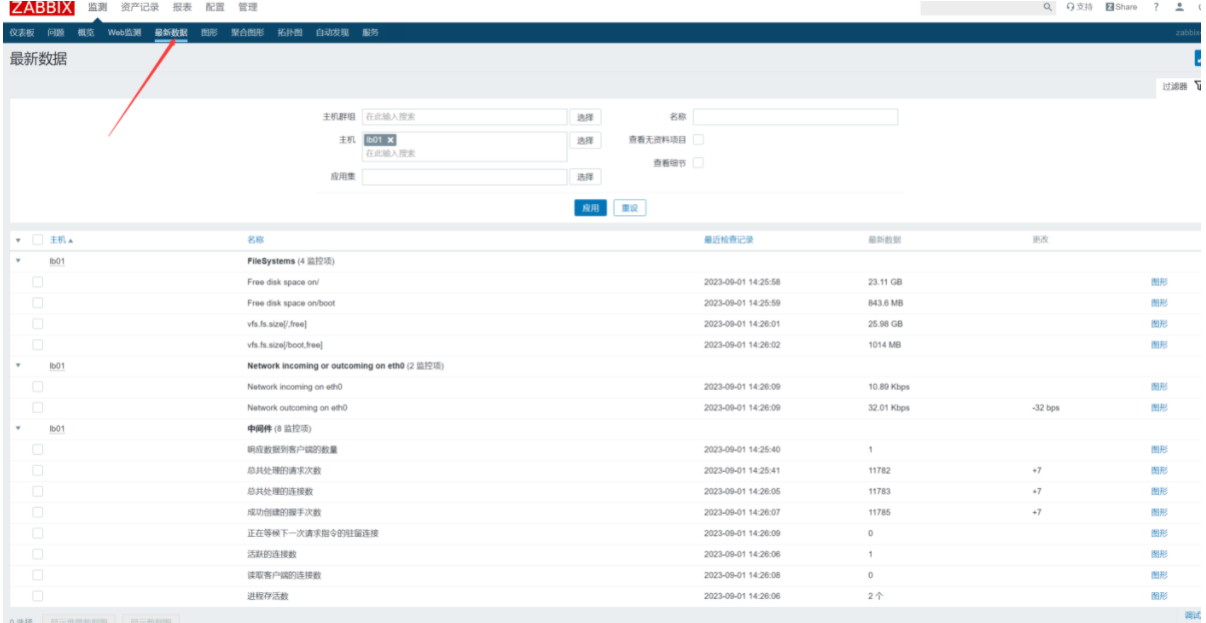 ZABBIX 监测 资产记录 报表 配置 管理 支持 Share ?
仪表板 问题 概览 Web监测 最新数据 图形 聚合图形 拓扑图 自动发现 服务 zabbix
最新数据
过滤器
主机群组 在此输入搜索 选择 名称
主机 lb01 × 选择 查看无资料项目
在此输入搜索 查看细节
应用集 选择
应用 重设
主机 名称 最近检查记录 最新数据 更改
lb01 FileSystems (4 监控项)
Free disk space on/ 2023-09-01 14:25:58 23.11 GB 图形
Free disk space on/boot 2023-09-01 14:25:59 843.6 MB 图形
vfs.fs.size[/,free] 2023-09-01 14:26:01 25.98 GB 图形
vfs.fs.size[/boot,free] 2023-09-01 14:26:02 1014 MB 图形
lb01 Network incoming or outcoming on eth0 (2 监控项)
Network incoming on eth0 2023-09-01 14:26:09 10.89 Kbps 图形
Network outcoming on eth0 2023-09-01 14:26:09 32.01 Kbps -32 bps 图形
lb01 中间件 (8 监控项)
响应数据到客户端的数量 2023-09-01 14:25:40 1 图形
总共处理的请求次数 2023-09-01 14:25:41 11782 +7 图形
总共处理的连接数 2023-09-01 14:26:05 11783 +7 图形
成功创建的握手次数 2023-09-01 14:26:07 11785 +7 图形
正在等候下一次请求指令的驻留连接 2023-09-01 14:26:09 0 图形
活跃的连接数 2023-09-01 14:26:06 1 图形
读取客户端的连接数 2023-09-01 14:26:08 0 图形
进程存活数 2023-09-01 14:26:06 2 个 图形
0 选择 调试